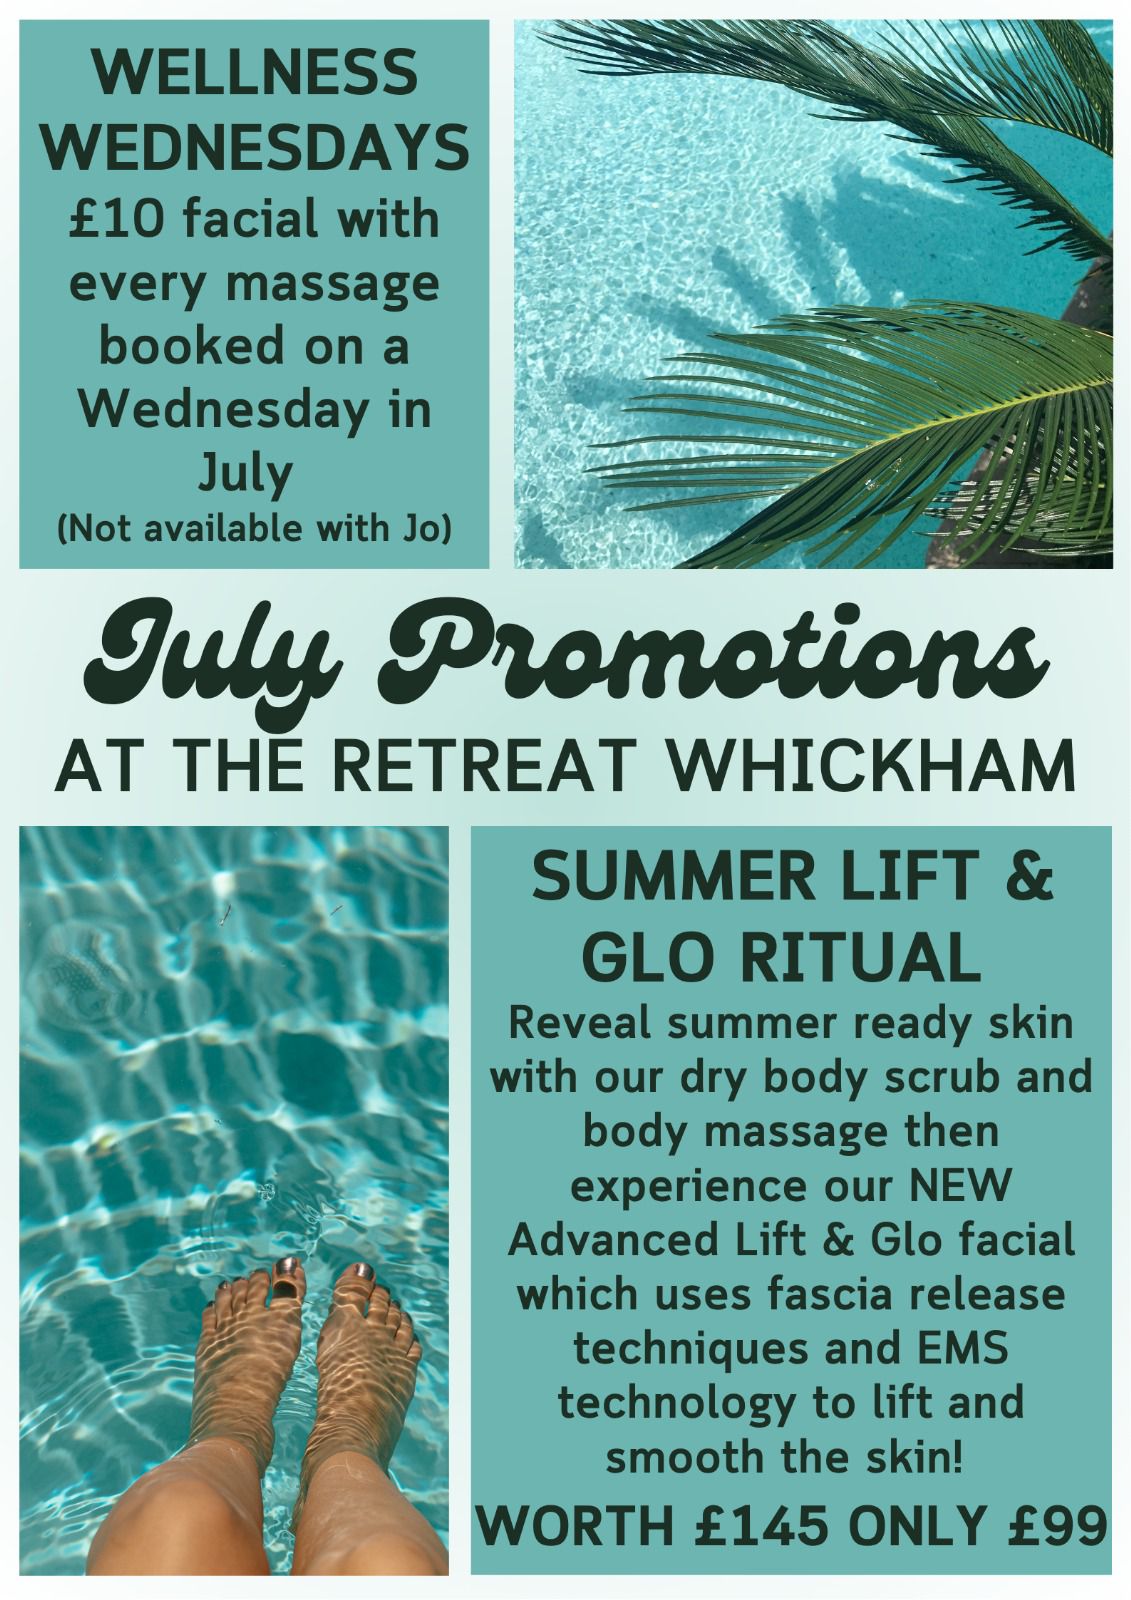 WELLNESS
WEDNESDAYS
£10 facial with
every massage
booked on a
Wednesday in
July
(Not available with Jo)
July Promotions
AT THE RETREAT WHICKHAM
SUMMER LIFT &
GLO RITUAL
Reveal summer ready skin
with our dry body scrub and
body massage then
experience our NEW
Advanced Lift & Glo facial
which uses fascia release
techniques and EMS
technology to lift and
smooth the skin!
WORTH £145 ONLY £99